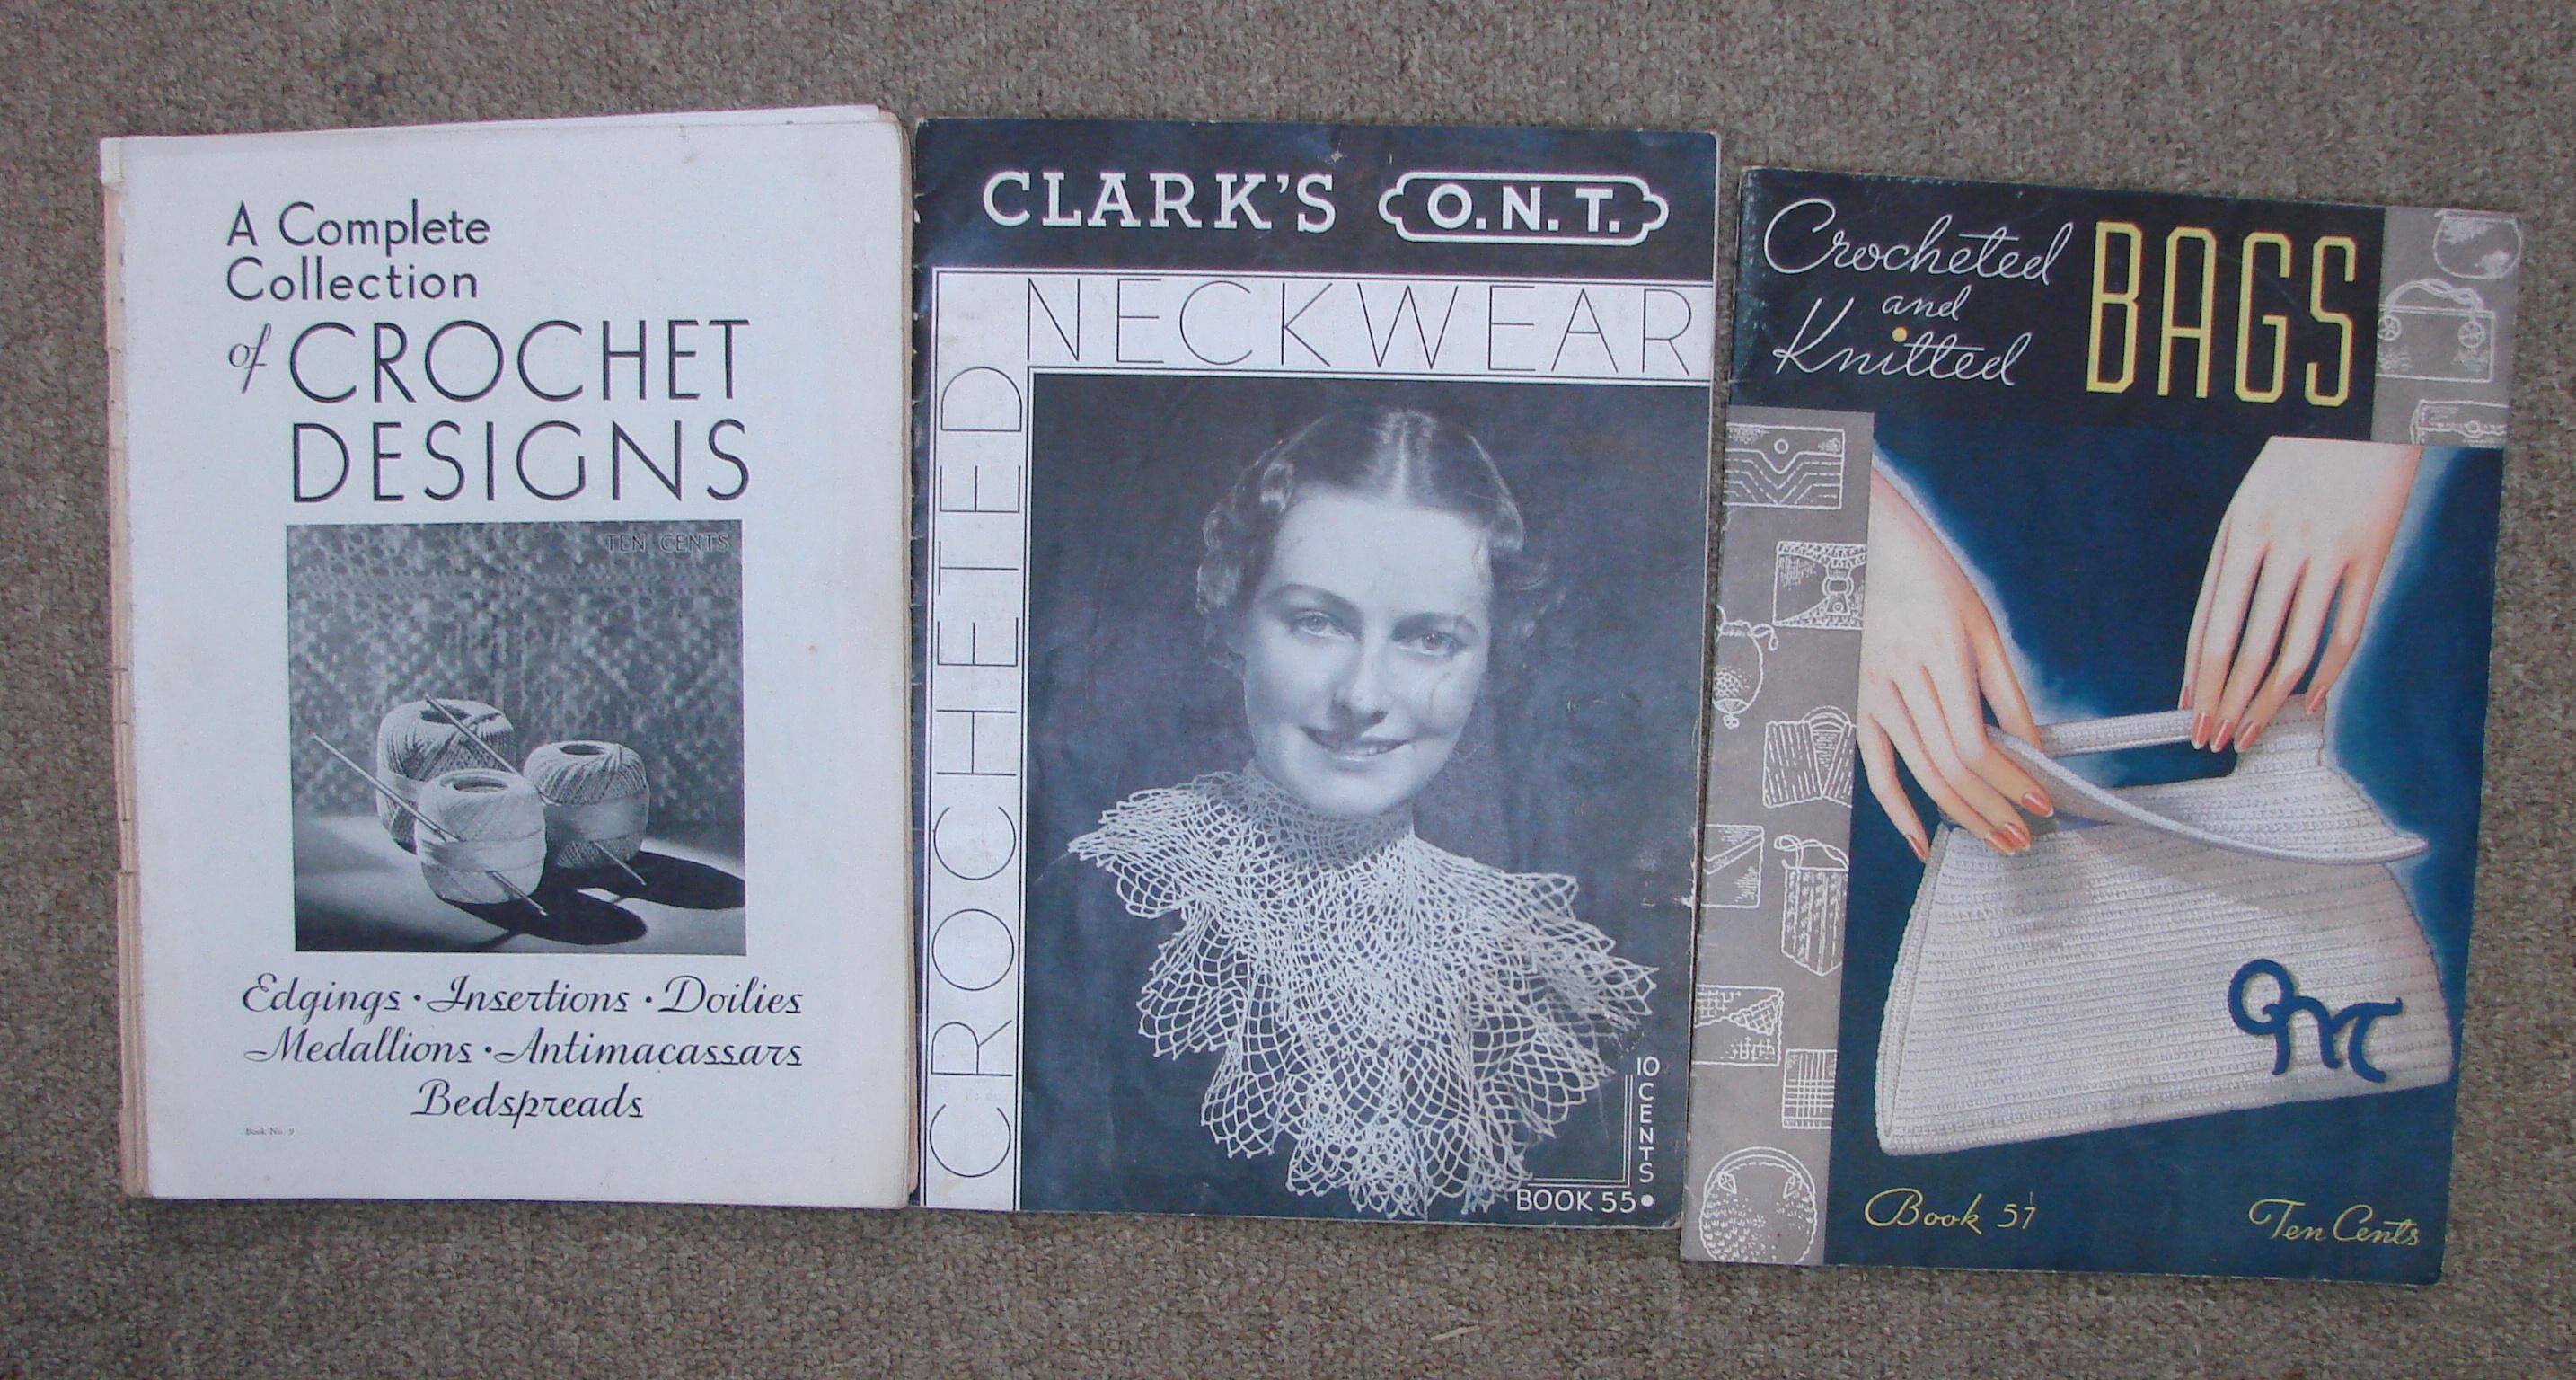 A Complete
Collection
of CROCHET
DESIGNS
TEN CENTS
Edgings · Insertions · Doilies
Medallions · Antimacassars
Bedspreads
Book No. 9
CLARK'S O.N.T.
CROCHETED
NECKWEAR
10
CENTS
BOOK 55
Crocheted
and
Knitted
BAGS
Book 57
Ten Cents